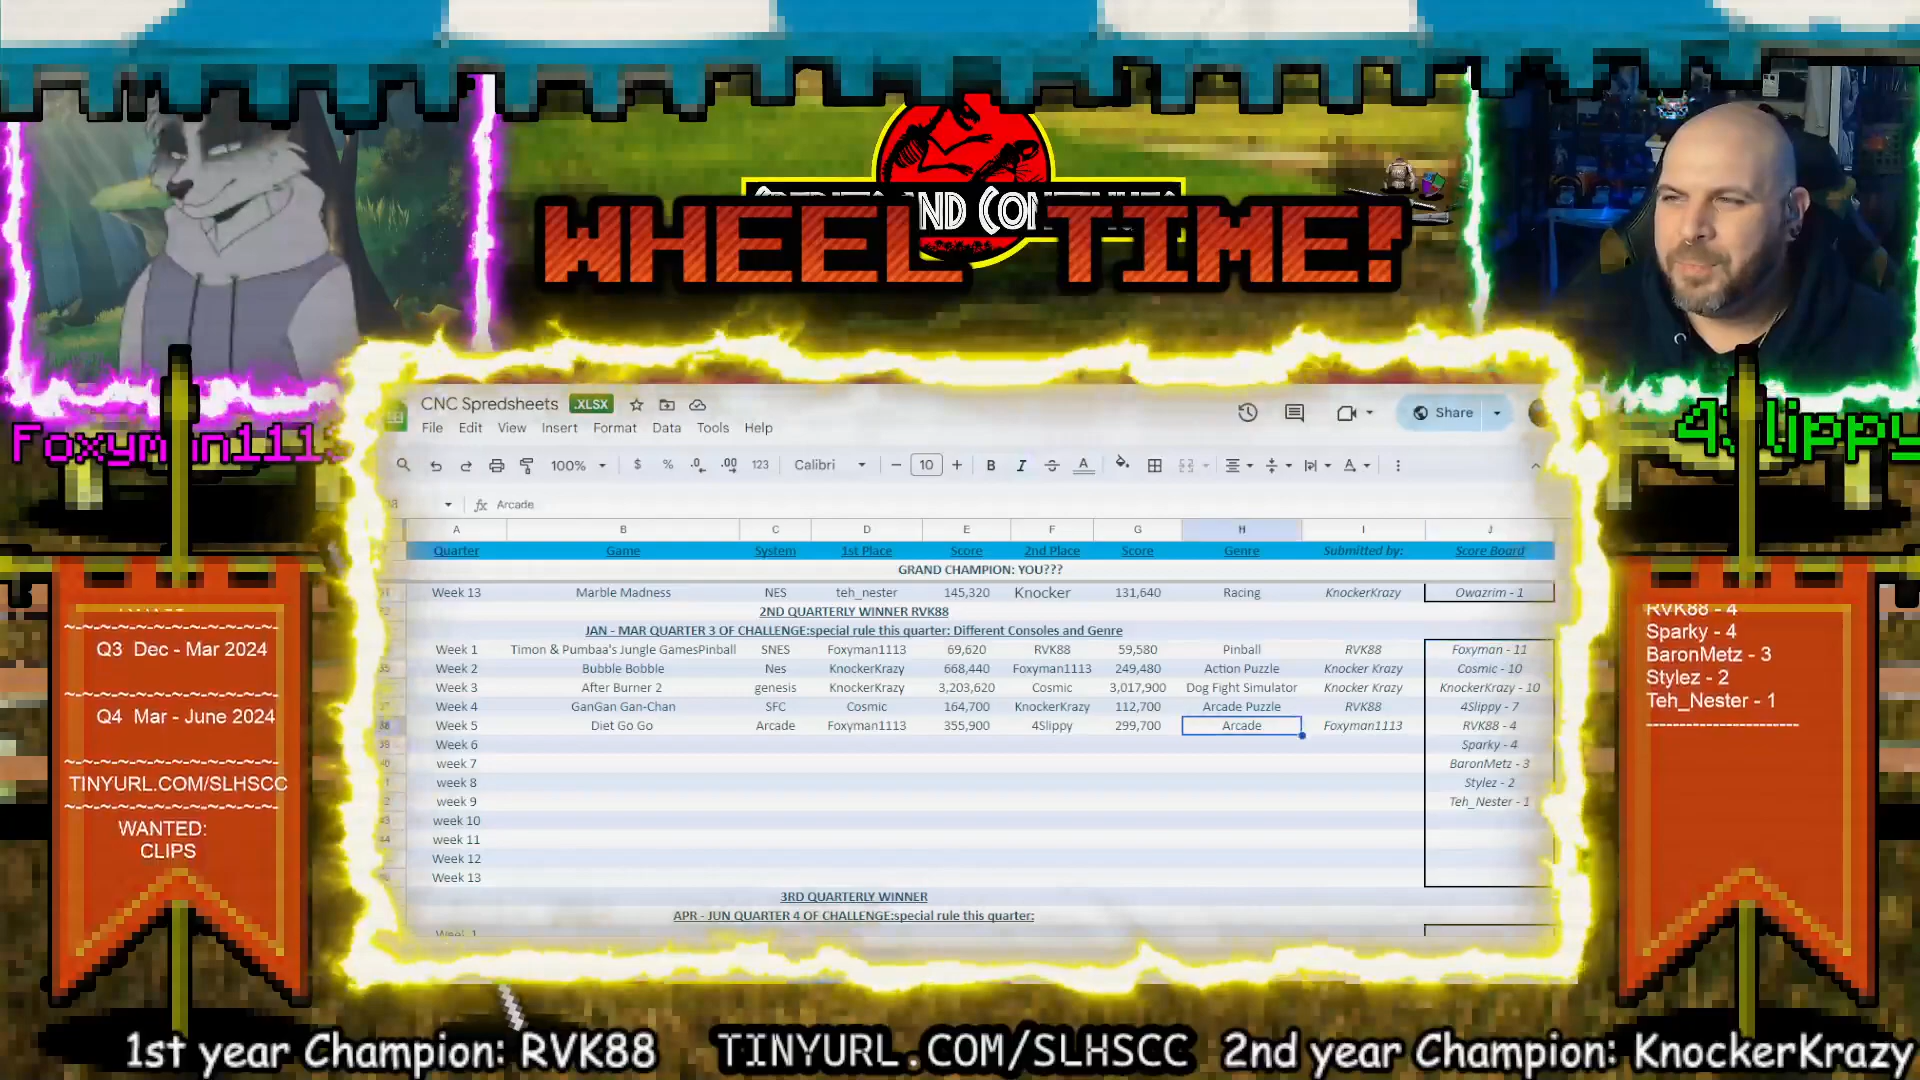 WHEEL TIME!
ND CON
Foxyman111
4Slippy
CNC Spredsheets .XLSX
Share
File Edit View Insert Format Data Tools Help
100% $ % .0 .00 123 Calibri 10 B I A
fx Arcade
A B C D E F G H I J
Quarter Game System 1st Place Score 2nd Place Score Genre Submitted by: Score Board
GRAND CHAMPION: YOU???
Week 13 Marble Madness NES teh_nester 145,320 Knocker 131,640 Racing KnockerKrazy Owazrim - 1
2ND QUARTERLY WINNER RVK88
JAN - MAR QUARTER 3 OF CHALLENGE:special rule this quarter: Different Consoles and Genre
Week 1 Timon & Pumbaa's Jungle GamesPinball SNES Foxyman1113 69,620 RVK88 59,580 Pinball RVK88 Foxyman - 11
Week 2 Bubble Bobble Nes KnockerKrazy 668,440 Foxyman1113 249,480 Action Puzzle Knocker Krazy Cosmic - 10
Week 3 After Burner 2 genesis KnockerKrazy 3,203,620 Cosmic 3,017,900 Dog Fight Simulator Knocker Krazy KnockerKrazy - 10
Week 4 GanGan Gan-Chan SFC Cosmic 164,700 KnockerKrazy 112,700 Arcade Puzzle RVK88 4Slippy - 7
38 Week 5 Diet Go Go Arcade Foxyman1113 355,900 4Slippy 299,700 Arcade Foxyman1113 RVK88 - 4
Week 6 Sparky - 4
week 7 BaronMetz - 3
week 8 Stylez - 2
week 9 Teh_Nester - 1
week 10
week 11
Week 12
Week 13
3RD QUARTERLY WINNER
APR - JUN QUARTER 4 OF CHALLENGE:special rule this quarter:
Week 1
~-~-~-~-~-~-~-~-~-~-~
Q3 Dec - Mar 2024
~-~-~-~-~-~-~-~-~-~-~
Q4 Mar - June 2024
~-~-~-~-~-~-~-~-~-~-~
TINYURL.COM/SLHSCC
~-~-~-~-~-~-~-~-~-~-~
WANTED:
CLIPS
RVK88 - 4
Sparky - 4
BaronMetz - 3
Stylez - 2
Teh_Nester - 1
----------------------
1st year Champion: RVK88 TINYURL.COM/SLHSCC 2nd year Champion: KnockerKrazy